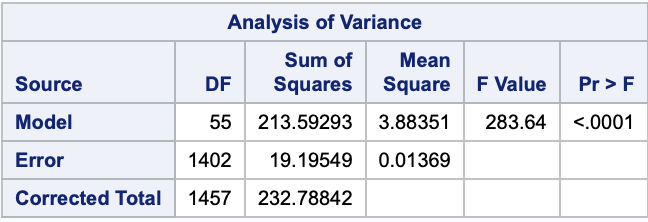 Analysis of Variance
Source DF Sum of Squares Mean Square F Value Pr > F
Model 55 213.59293 3.88351 283.64 <.0001
Error 1402 19.19549 0.01369
Corrected Total 1457 232.78842